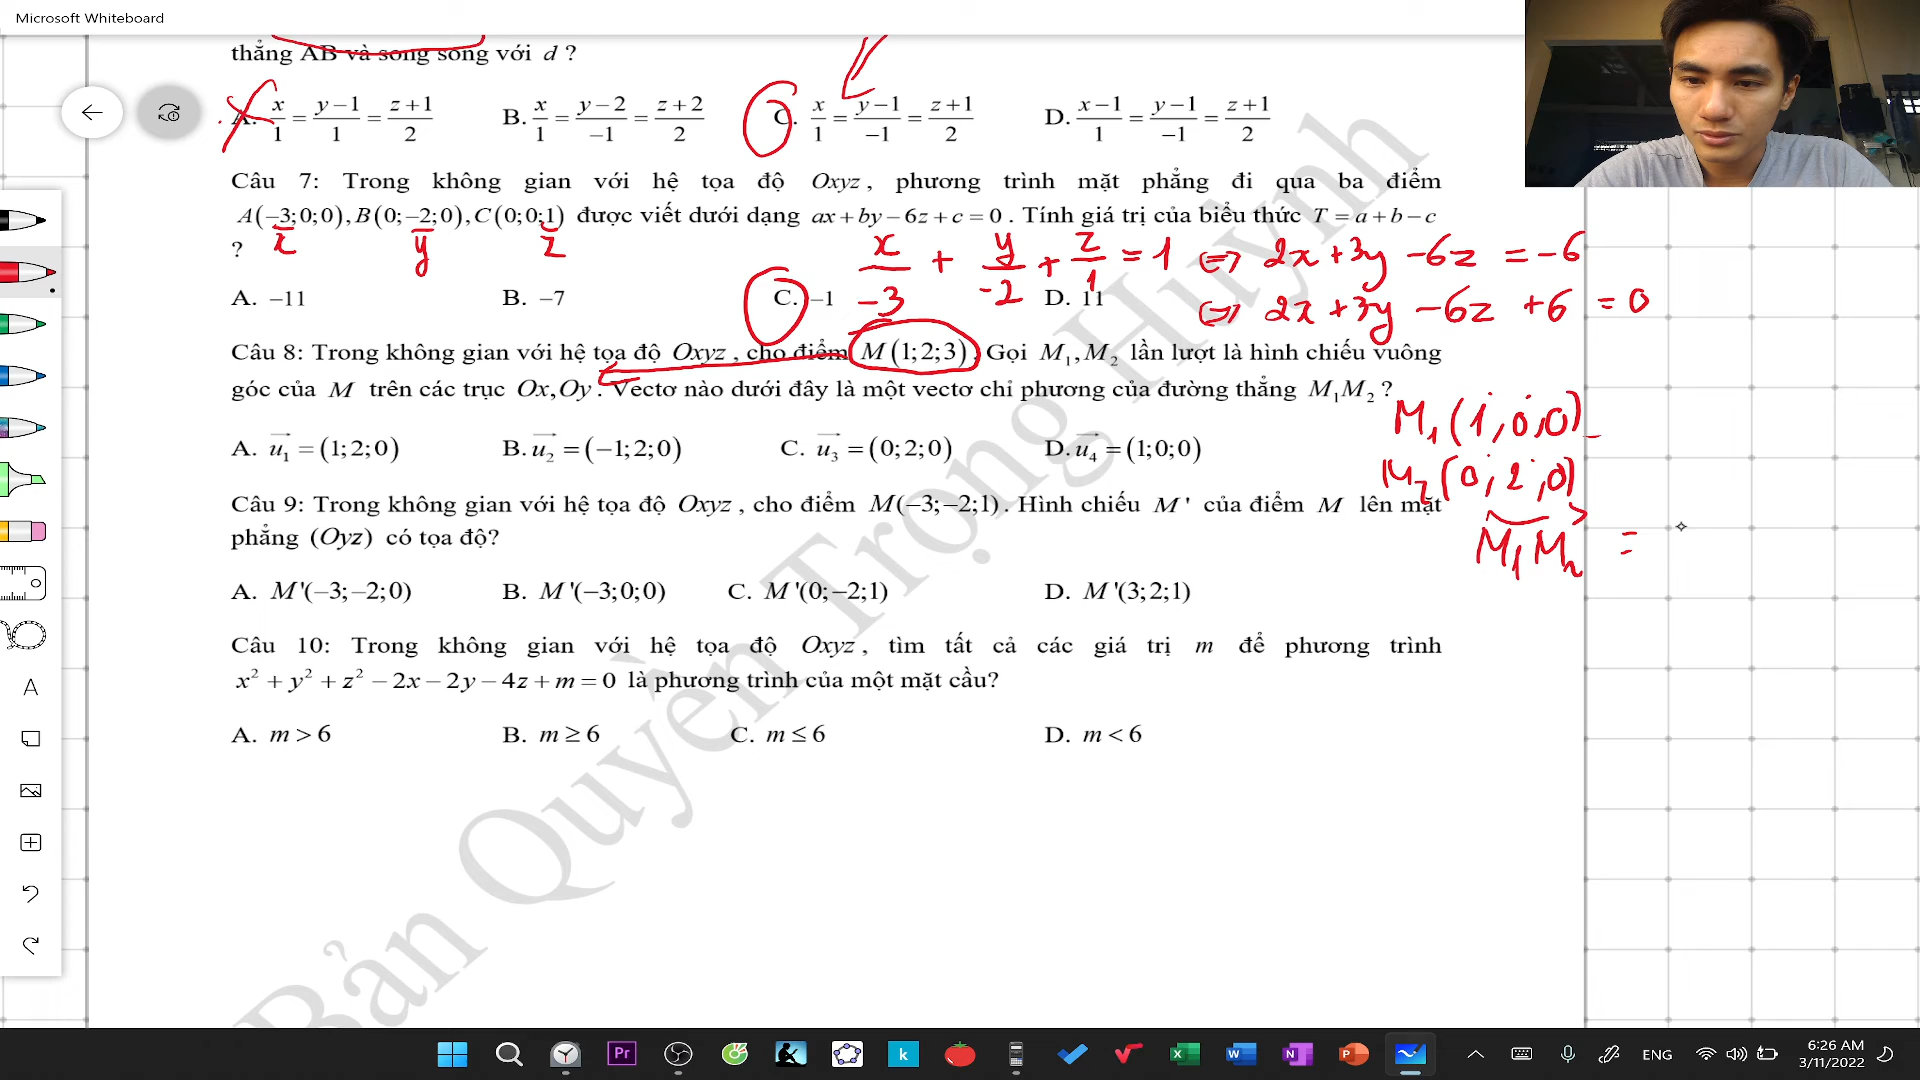 Microsoft Whiteboard
thẳng AB và song song với d ?
A. x/1 = y−1/1 = z+1/2 B. x/1 = y−2/−1 = z+2/2 C. x/1 = y−1/−1 = z+1/2 D. x−1/1 = y−1/−1 = z+1/2
Câu 7: Trong không gian với hệ tọa độ Oxyz, phương trình mặt phẳng đi qua ba điểm
A(−3;0;0), B(0;−2;0), C(0;0;1) được viết dưới dạng ax+by−6z+c=0. Tính giá trị của biểu thức T=a+b−c
?
x y z
x/−3 + y/−2 + z/1 = 1 ⇔ 2x+3y −6z = −6
A. −11 B. −7 C. −1 D. 11
⇔ 2x+3y −6z +6 = 0
Câu 8: Trong không gian với hệ tọa độ Oxyz, cho điểm M(1;2;3). Gọi M₁,M₂ lần lượt là hình chiếu vuông
góc của M trên các trục Ox,Oy. Vectơ nào dưới đây là một vectơ chỉ phương của đường thẳng M₁M₂?
M₁(1;0;0)
A. u₁→ = (1;2;0) B. u₂→ = (−1;2;0) C. u₃→ = (0;2;0) D. u₄→ = (1;0;0)
M₂(0;2;0)
Câu 9: Trong không gian với hệ tọa độ Oxyz, cho điểm M(−3;−2;1). Hình chiếu M' của điểm M lên mặt
phẳng (Oyz) có tọa độ?
M₁M₂→ =
A. M'(−3;−2;0) B. M'(−3;0;0) C. M'(0;−2;1) D. M'(3;2;1)
Câu 10: Trong không gian với hệ tọa độ Oxyz, tìm tất cả các giá trị m để phương trình
x²+y²+z²−2x−2y−4z+m=0 là phương trình của một mặt cầu?
A. m>6 B. m≥6 C. m≤6 D. m<6
Bản Quyền Trọng Huỳnh
A
Pr
k
ENG
6:26 AM
3/11/2022